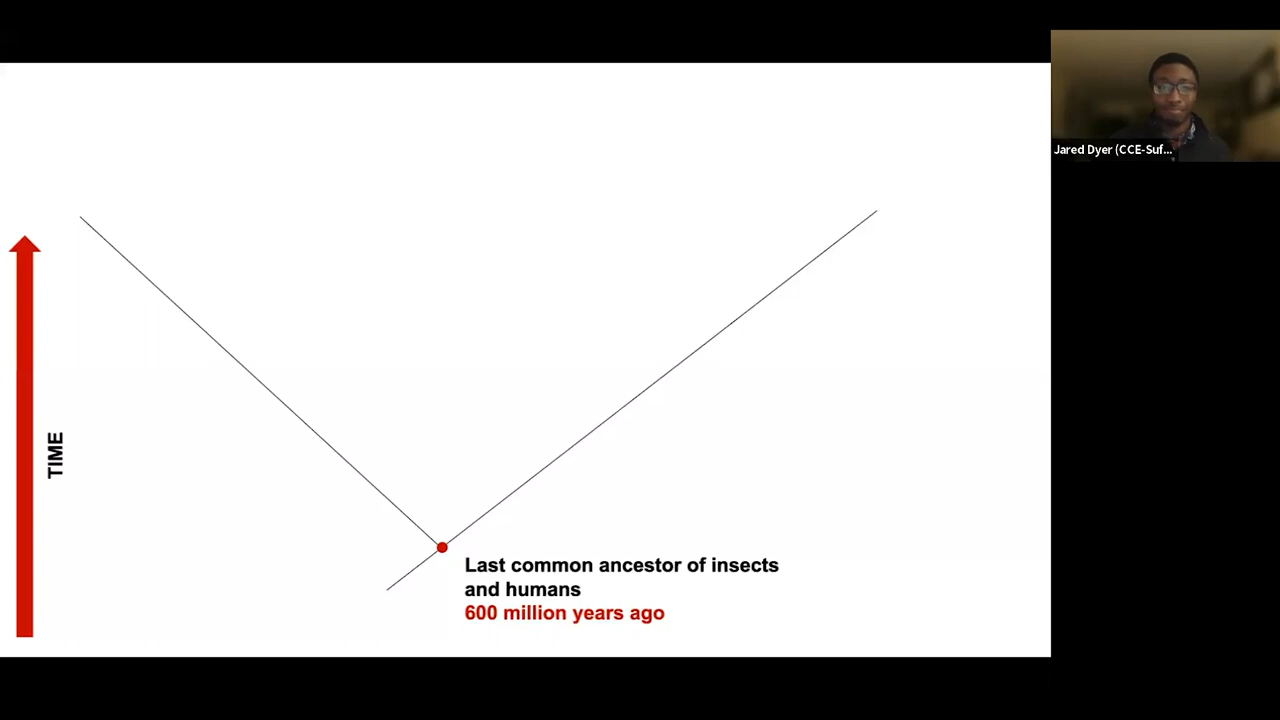 Jared Dyer (CCE-Suf...
TIME
Last common ancestor of insects
and humans
600 million years ago